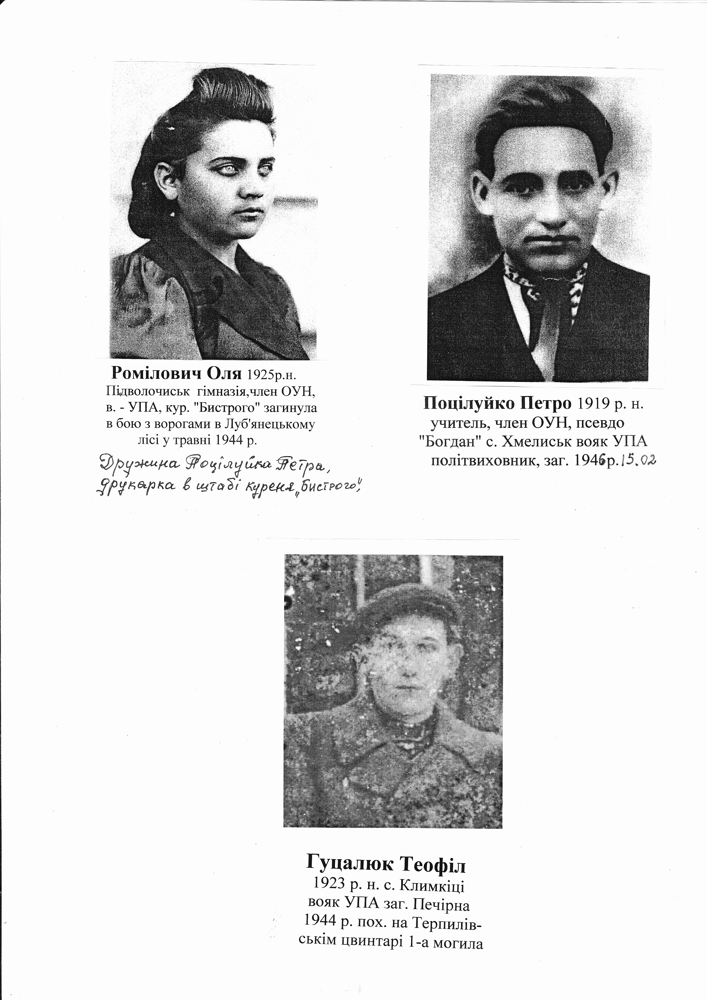 Ромілович Оля 1925р.н.
Підволочиськ гімназія,член ОУН,
в. - УПА, кур. "Бистрого" загинула
в бою з ворогами в Луб'янецькому
лісі у травні 1944 р.
Дружина Поцілуйка Петра,
друкарка в штабі куреня „Бистрого”.
Поцілуйко Петро 1919 р. н.
учитель, член ОУН, псевдо
"Богдан" с. Хмелиськ вояк УПА
політвиховник, заг. 1946р.15.02
Гуцалюк Теофіл
1923 р. н. с. Климкіці
вояк УПА заг. Печірна
1944 р. пох. на Терпилів-
ськім цвинтарі 1-а могила